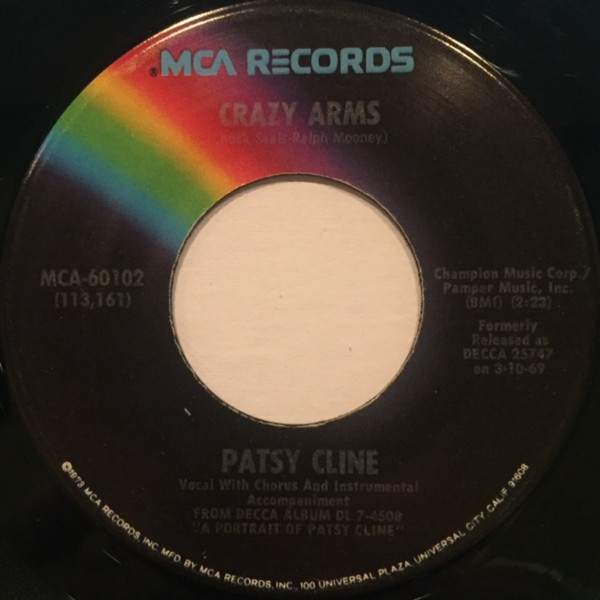 ®MCA RECORDS
CRAZY ARMS
(Chuck Seals-Ralph Mooney)
MCA-60102
(113,161)
Champion Music Corp./
Pamper Music, Inc.
(BMI) (2:23)
Formerly
Released as
DECCA 25747
on 3-10-69
PATSY CLINE
Vocal With Chorus And Instrumental
Accompaniment
FROM DECCA ALBUM DL 7-4508
"A PORTRAIT OF PATSY CLINE"
©1973 MCA RECORDS, INC. MFD. BY MCA RECORDS, INC., 100 UNIVERSAL PLAZA, UNIVERSAL CITY, CALIF. 91608